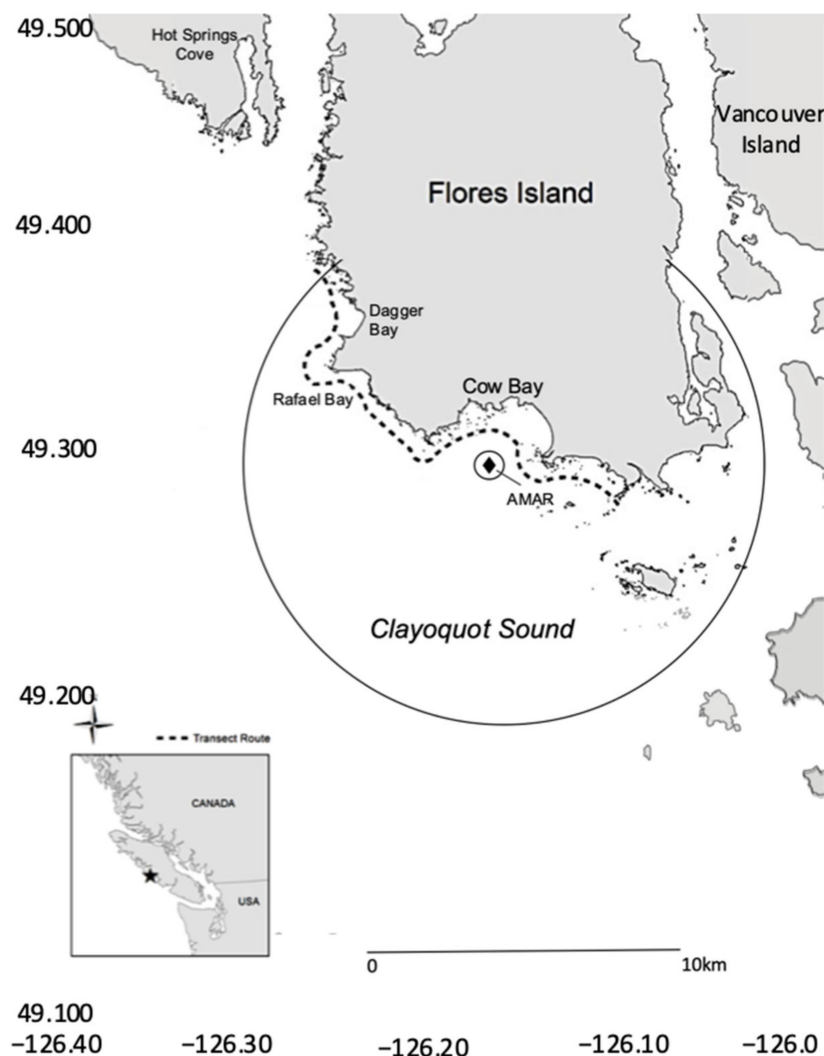 49.500
Hot Springs
Cove
Vancouver
Island
Flores Island
49.400
Dagger
Bay
Cow Bay
Rafael Bay
49.300
AMAR
Clayoquot Sound
49.200
Transect Route
CANADA
USA
0
10km
49.100
−126.40
−126.30
−126.20
−126.10
−126.0